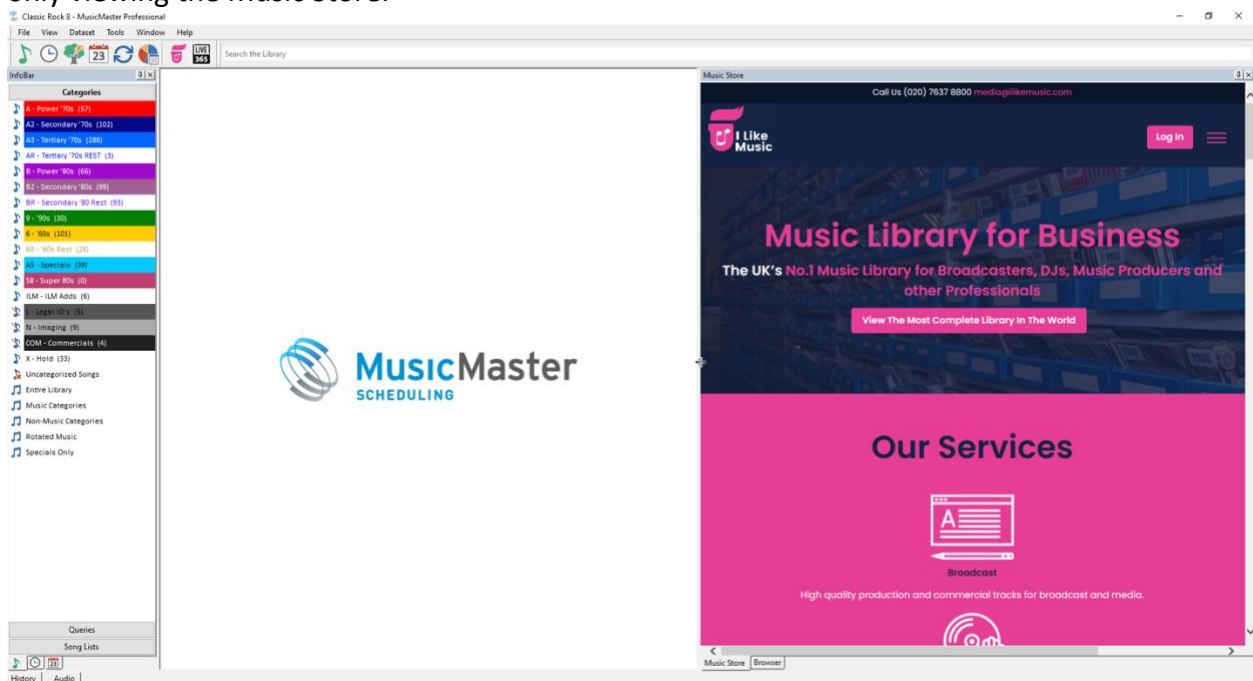 only viewing the Music Store.
Classic Rock 8 - MusicMaster Professional
File View Dataset Tools Window Help
23
LIVE
365
Search the Library
InfoBar
Categories
A - Power '70s (57)
A2 - Secondary '70s (102)
A3 - Tertiary '70s (286)
AR - Tertiary '70s REST (3)
B - Power '80s (66)
B2 - Secondary '80s (99)
BR - Secondary '80 Rest (93)
9 - '90s (30)
6 - '60s (101)
6R - '60s Rest (28)
AS - Specials (39)
S8 - Super 80s (0)
ILM - ILM Adds (6)
L - Legal ID's (5)
N - Imaging (9)
COM - Commercials (4)
X - Hold (33)
Uncategorized Songs
Entire Library
Music Categories
Non-Music Categories
Rotated Music
Specials Only
Queries
Song Lists
23
History Audio
MusicMaster
SCHEDULING
Music Store
Call Us (020) 7637 8800 media@ilikemusic.com
I Like
Music
Log In
Music Library for Business
The UK's No.1 Music Library for Broadcasters, DJs, Music Producers and
other Professionals
View The Most Complete Library In The World
Our Services
A
Broadcast
High quality production and commercial tracks for broadcast and media.
Music Store Browser